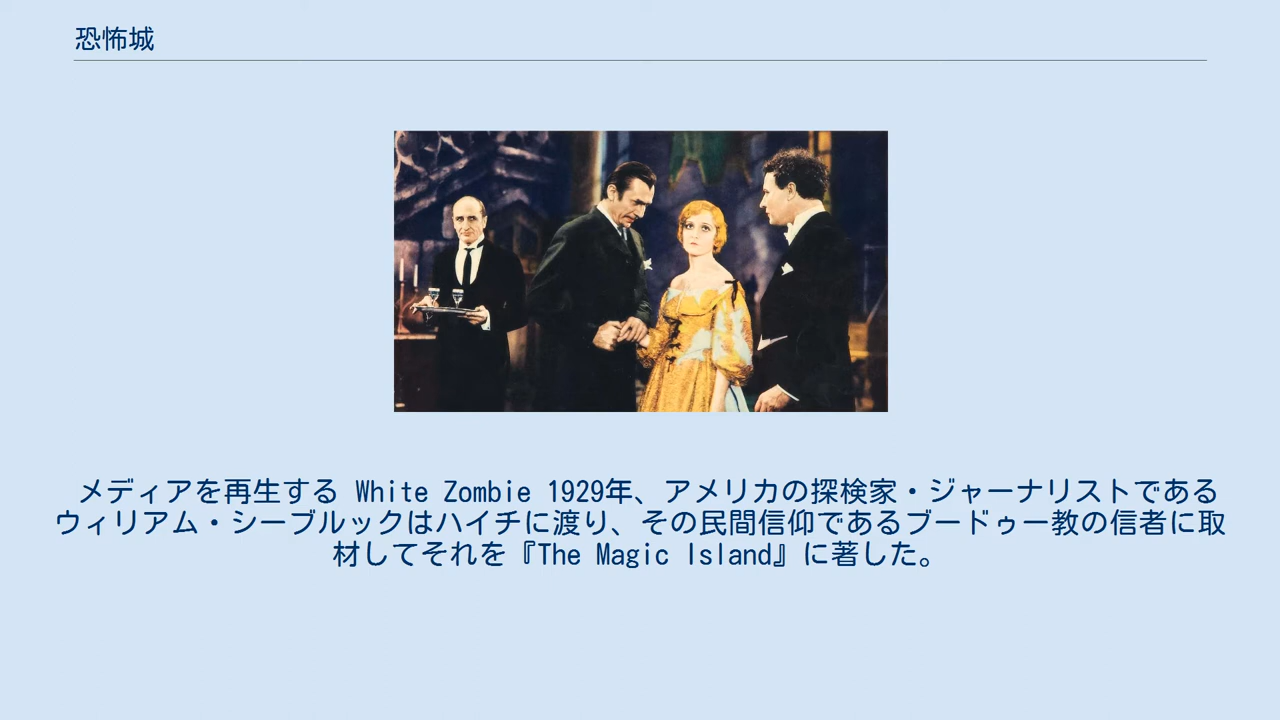 恐怖城
メディアを再生する White Zombie 1929年、アメリカの探検家・ジャーナリストである
ウィリアム・シーブルックはハイチに渡り、その民間信仰であるブードゥー教の信者に取
材してそれを『The Magic Island』に著した。